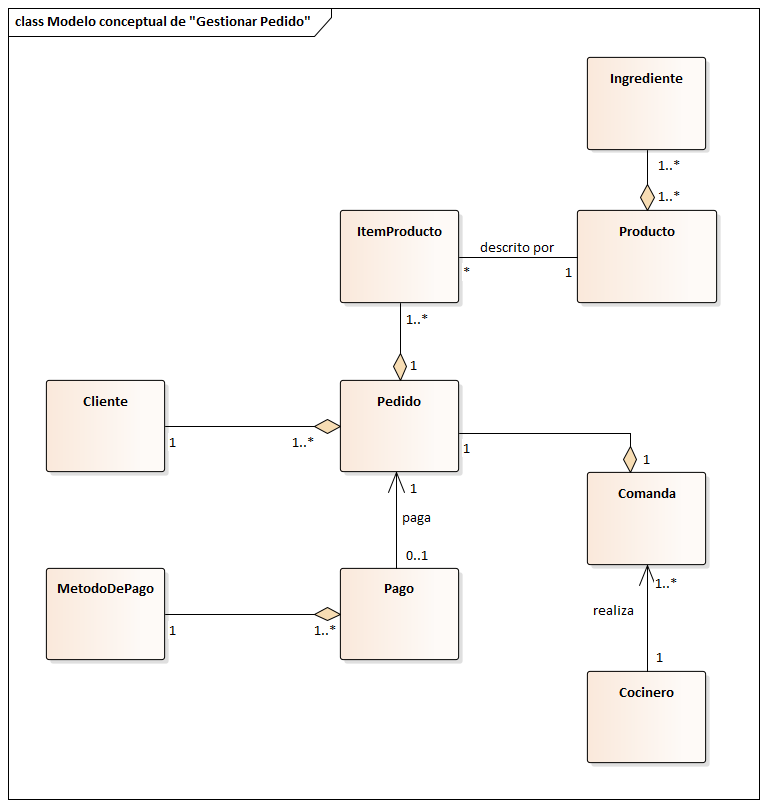 class Modelo conceptual de "Gestionar Pedido"
Ingrediente
1..*
1..*
ItemProducto
descrito por
Producto
*
1
1..*
1
Cliente
Pedido
1
1..*
1
1
Comanda
1
paga
0..1
MetodoDePago
Pago
1..*
realiza
1
1..*
1
Cocinero